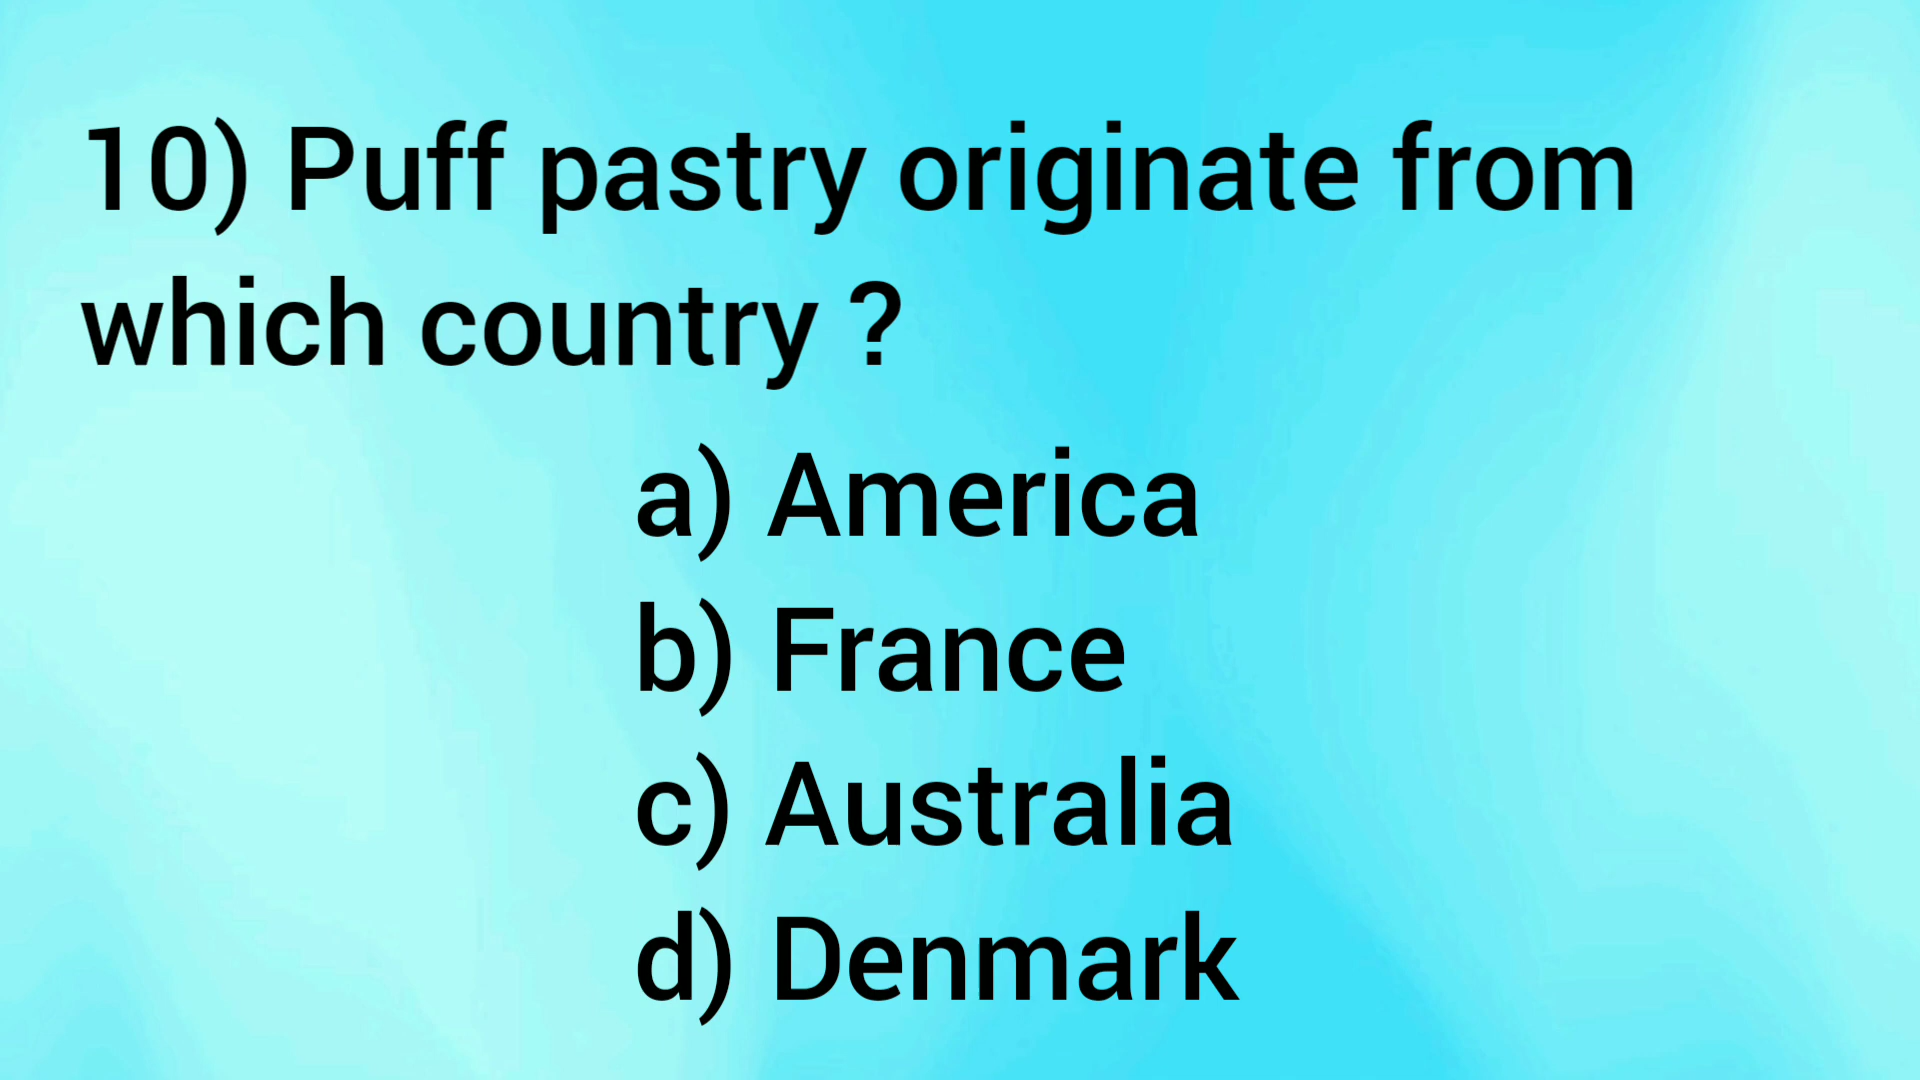 10) Puff pastry originate from
which country ?
a) America
b) France
c) Australia
d) Denmark